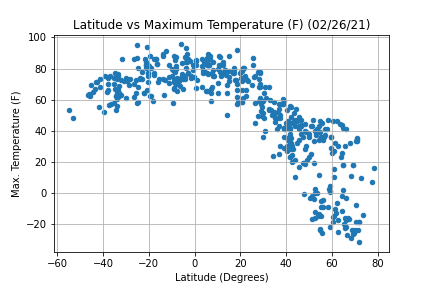 Latitude vs Maximum Temperature (F) (02/26/21)
100
80
60
40
20
0
−20
Max. Temperature (F)
−60 −40 −20 0 20 40 60 80
Latitude (Degrees)